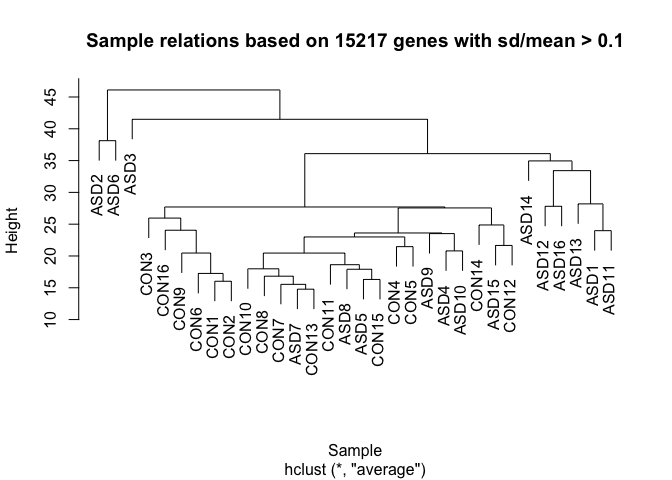 Sample relations based on 15217 genes with sd/mean > 0.1
Height
45
40
35
30
25
20
15
10
ASD2
ASD6
ASD3
CON3
CON16
CON9
CON6
CON1
CON2
CON10
CON8
CON7
ASD7
CON13
CON11
ASD8
ASD5
CON15
CON4
CON5
ASD9
ASD4
ASD10
CON14
ASD15
CON12
ASD14
ASD12
ASD16
ASD13
ASD1
ASD11
Sample
hclust (*, "average")